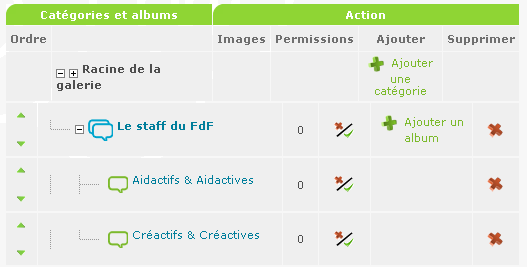 Catégories et albums Action
Ordre Images Permissions Ajouter Supprimer
Racine de la
galerie
Ajouter
une
catégorie
Le staff du FdF 0 Ajouter un
album
Aidactifs & Aidactives 0
Créactifs & Créactives 0